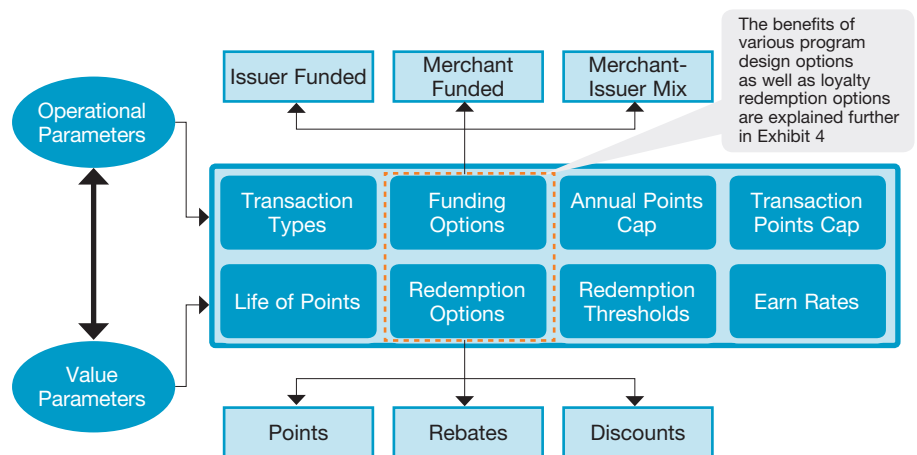 The benefits of
various program
design options
as well as loyalty
redemption options
are explained further
in Exhibit 4
Issuer Funded
Merchant
Funded
Merchant-
Issuer Mix
Operational
Parameters
Transaction
Types
Funding
Options
Annual Points
Cap
Transaction
Points Cap
Life of Points
Redemption
Options
Redemption
Thresholds
Earn Rates
Value
Parameters
Points
Rebates
Discounts